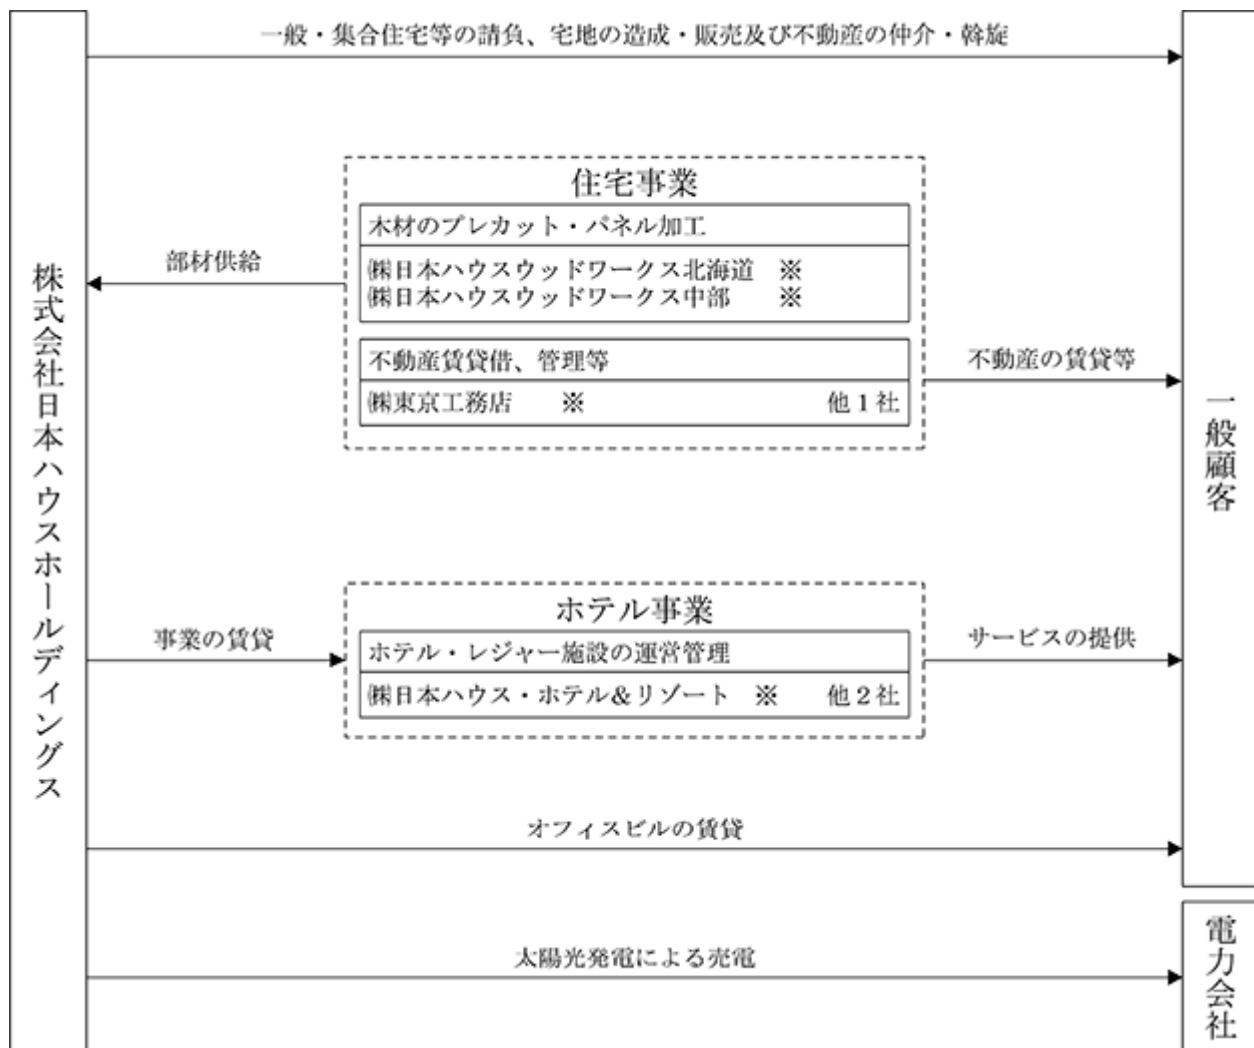 一般・集合住宅等の請負、宅地の造成・販売及び不動産の仲介・斡旋
株式会社日本ハウスホールディングス
住宅事業
木材のプレカット・パネル加工
㈱日本ハウスウッドワークス北海道 ※
㈱日本ハウスウッドワークス中部 ※
部材供給
不動産賃貸借、管理等
㈱東京工務店 ※ 他1社
不動産の賃貸等
一般顧客
ホテル事業
ホテル・レジャー施設の運営管理
㈱日本ハウス・ホテル&リゾート ※ 他2社
事業の賃貸
サービスの提供
オフィスビルの賃貸
太陽光発電による売電
電力会社